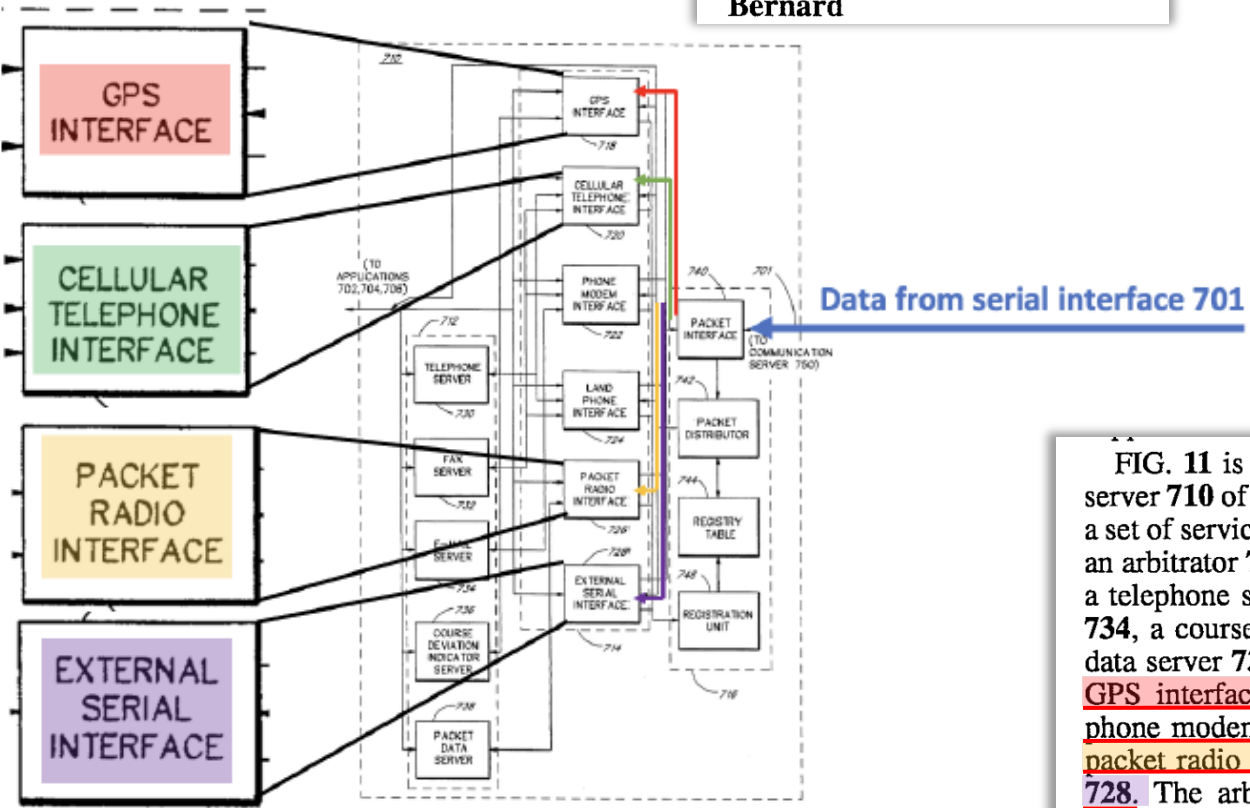 Bernard
GPS
INTERFACE
CELLULAR
TELEPHONE
INTERFACE
PACKET
RADIO
INTERFACE
EXTERNAL
SERIAL
INTERFACE
710
GPS
INTERFACE
718
CELLULAR
TELEPHONE
INTERFACE
720
(TO
APPLICATIONS
702,704,706)
PHONE
MODEM
INTERFACE
722
LAND
PHONE
INTERFACE
724
PACKET
RADIO
INTERFACE
726
728
EXTERNAL
SERIAL
INTERFACE
714
712
TELEPHONE
SERVER
730
FAX
SERVER
732
E-MAIL
SERVER
734
736
COURSE
DEVIATION
INDICATOR
SERVER
738
PACKET
DATA
SERVER
740
701
PACKET
INTERFACE
(TO
COMMUNICATION
SERVER 750)
742
PACKET
DISTRIBUTOR
744
REGISTRY
TABLE
748
REGISTRATION
UNIT
716
Data from serial interface 701
FIG. 11 is
server 710 of
a set of servic
an arbitrator 7
a telephone s
734, a course
data server 73
GPS interfac
phone modem
packet radio
728. The arb